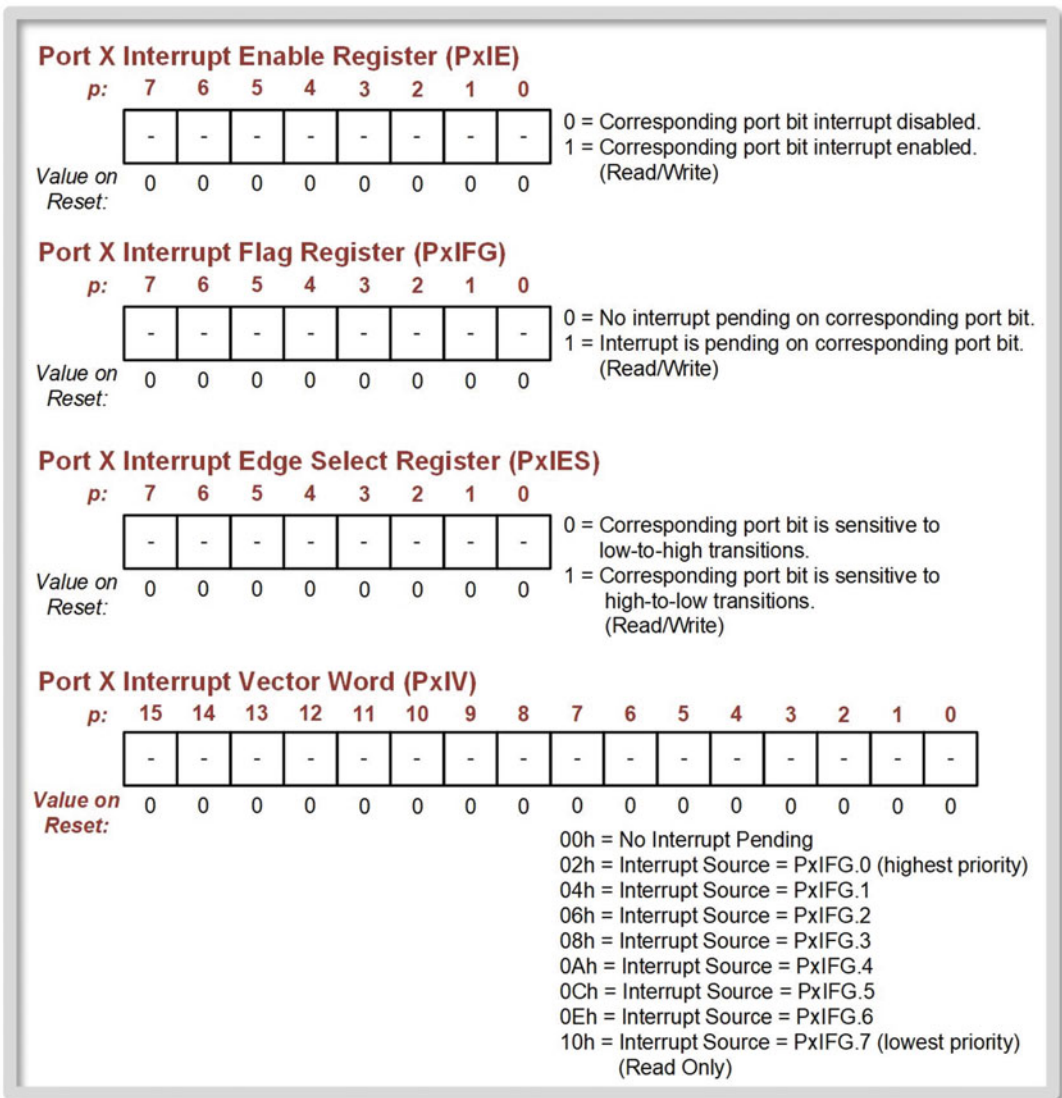 Port X Interrupt Enable Register (PxIE)
p: 7 6 5 4 3 2 1 0
- - - - - - - -
0 = Corresponding port bit interrupt disabled.
1 = Corresponding port bit interrupt enabled.
(Read/Write)
Value on Reset: 0 0 0 0 0 0 0 0
Port X Interrupt Flag Register (PxIFG)
p: 7 6 5 4 3 2 1 0
- - - - - - - -
0 = No interrupt pending on corresponding port bit.
1 = Interrupt is pending on corresponding port bit.
(Read/Write)
Value on Reset: 0 0 0 0 0 0 0 0
Port X Interrupt Edge Select Register (PxIES)
p: 7 6 5 4 3 2 1 0
- - - - - - - -
0 = Corresponding port bit is sensitive to
low-to-high transitions.
1 = Corresponding port bit is sensitive to
high-to-low transitions.
(Read/Write)
Value on Reset: 0 0 0 0 0 0 0 0
Port X Interrupt Vector Word (PxIV)
p: 15 14 13 12 11 10 9 8 7 6 5 4 3 2 1 0
- - - - - - - - - - - - - - - -
Value on Reset: 0 0 0 0 0 0 0 0 0 0 0 0 0 0 0 0
00h = No Interrupt Pending
02h = Interrupt Source = PxIFG.0 (highest priority)
04h = Interrupt Source = PxIFG.1
06h = Interrupt Source = PxIFG.2
08h = Interrupt Source = PxIFG.3
0Ah = Interrupt Source = PxIFG.4
0Ch = Interrupt Source = PxIFG.5
0Eh = Interrupt Source = PxIFG.6
10h = Interrupt Source = PxIFG.7 (lowest priority)
(Read Only)